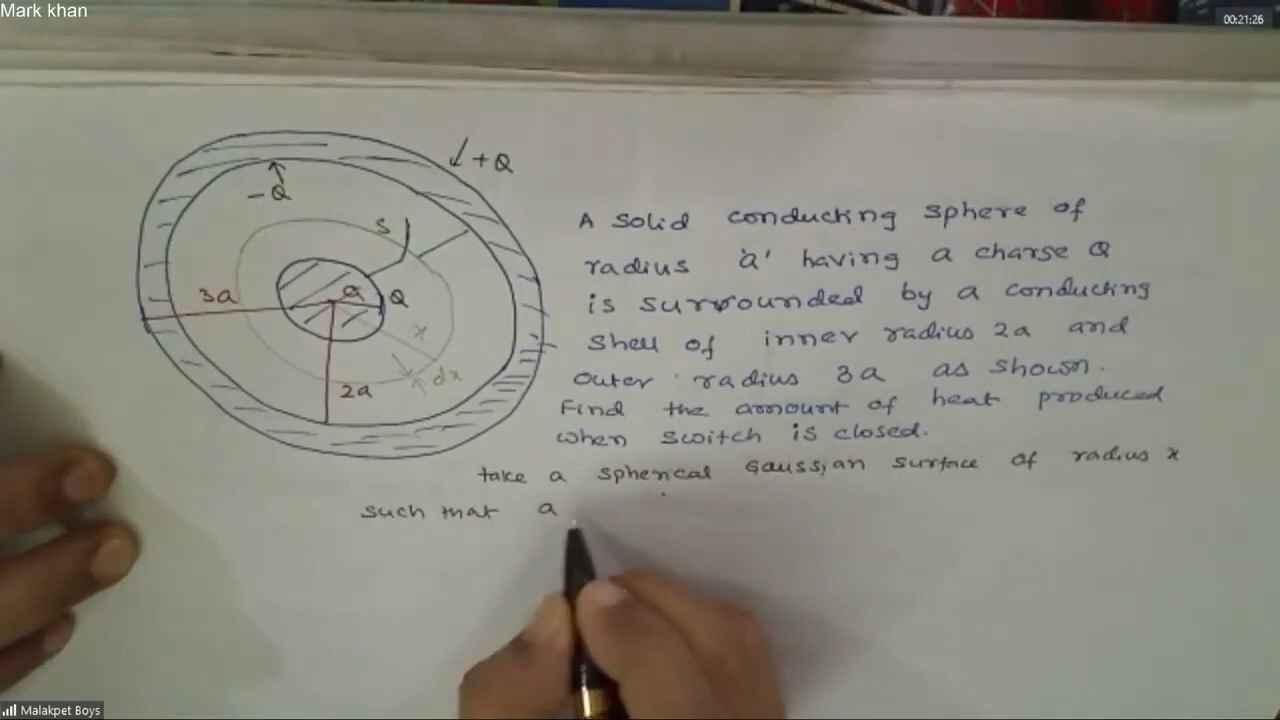 Mark khan
00:21:26
+Q
-Q
S
3a
a
Q
x
dx
2a
A solid conducting sphere of
radius 'a' having a charge Q
is surrounded by a conducting
shell of inner radius 2a and
outer radius 3a as shown.
Find the amount of heat produced
when switch is closed.
take a spherical Gaussian surface of radius x
such that a
Malakpet Boys